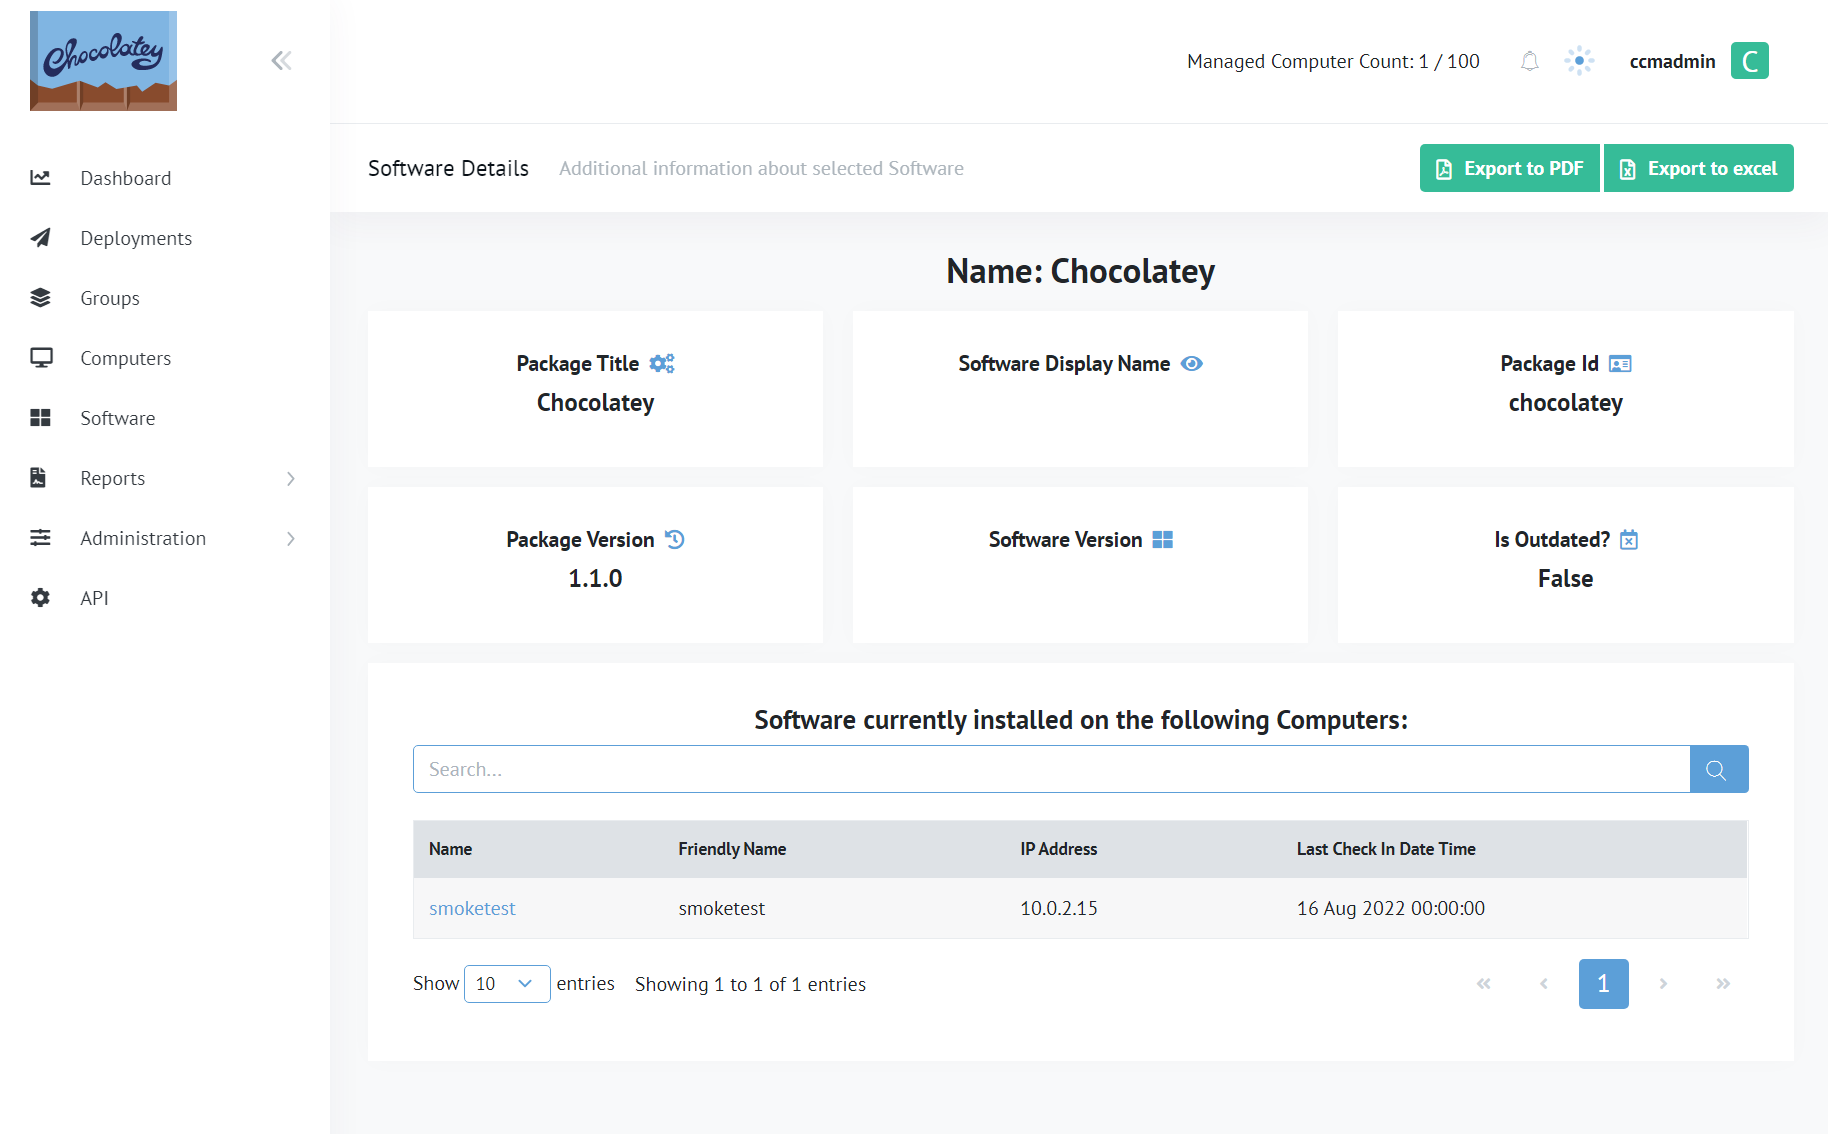 Chocolatey
Managed Computer Count: 1 / 100
ccmadmin
C
Dashboard
Deployments
Groups
Computers
Software
Reports
Administration
API
Software Details
Additional information about selected Software
Export to PDF
Export to excel
Name: Chocolatey
Package Title
Chocolatey
Software Display Name
Package Id
chocolatey
Package Version
1.1.0
Software Version
Is Outdated?
False
Software currently installed on the following Computers:
Search...
Name Friendly Name IP Address Last Check In Date Time
smoketest smoketest 10.0.2.15 16 Aug 2022 00:00:00
Show 10 entries Showing 1 to 1 of 1 entries
« ‹ 1 › »